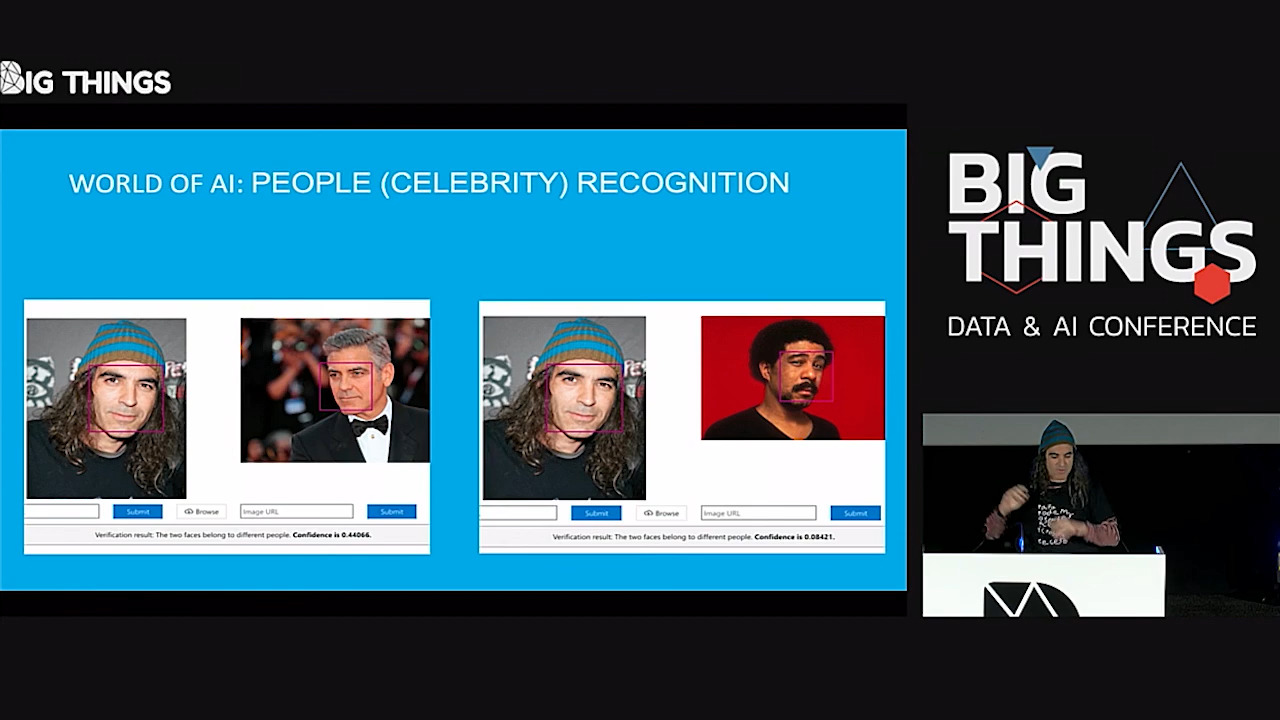 BIG THINGS
WORLD OF AI: PEOPLE (CELEBRITY) RECOGNITION
Submit
Browse
Image URL
Submit
Verification result: The two faces belong to different people. Confidence is 0.44066.
Submit
Browse
Image URL
Submit
Verification result: The two faces belong to different people. Confidence is 0.08421.
BIG
THINGS
DATA & AI CONFERENCE